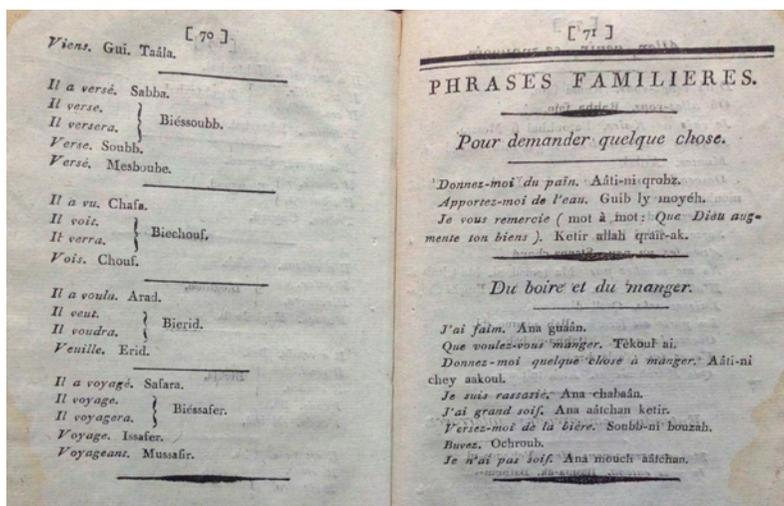 [ 70 ]
Viens. Gui. Taâla.
Il a versé. Sabba.
Il verse.
Il versera.
} Biéssoubb.
Verse. Soubb.
Versé. Mesboube.
Il a vu. Chafa.
Il voit.
Il verra.
} Biechouf.
Vois. Chouf.
Il a voulu. Arad.
Il veut.
Il voudra.
} Bierid.
Veuille. Erid.
Il a voyagé. Safara.
Il voyage.
Il voyagera.
} Biéssafer.
Voyage. Issafer.
Voyageant. Mussafir.
[ 71 ]
PHRASES FAMILIERES.
Pour demander quelque chose.
Donnez-moi du pain. Aâti-ni qrobz.
Apportez-moi de l'eau. Guib ly moyéh.
Je vous remercie ( mot à mot: Que Dieu aug-
mente ton biens ). Ketir allah qraïr-ak.
Du boire et du manger.
J'ai faim. Ana guaân.
Que voulez-vous manger. Tékoul ai.
Donnez-moi quelque chose à manger. Aâti-ni
chey aakoul.
Je suis rassasié. Ana chabaân.
J'ai grand soif. Ana aâtchan ketir.
Versez-moi de la bière. Soubb-ni bouzah.
Buvez. Ochroub.
Je n'ai pas soif. Ana mouch aâtchan.